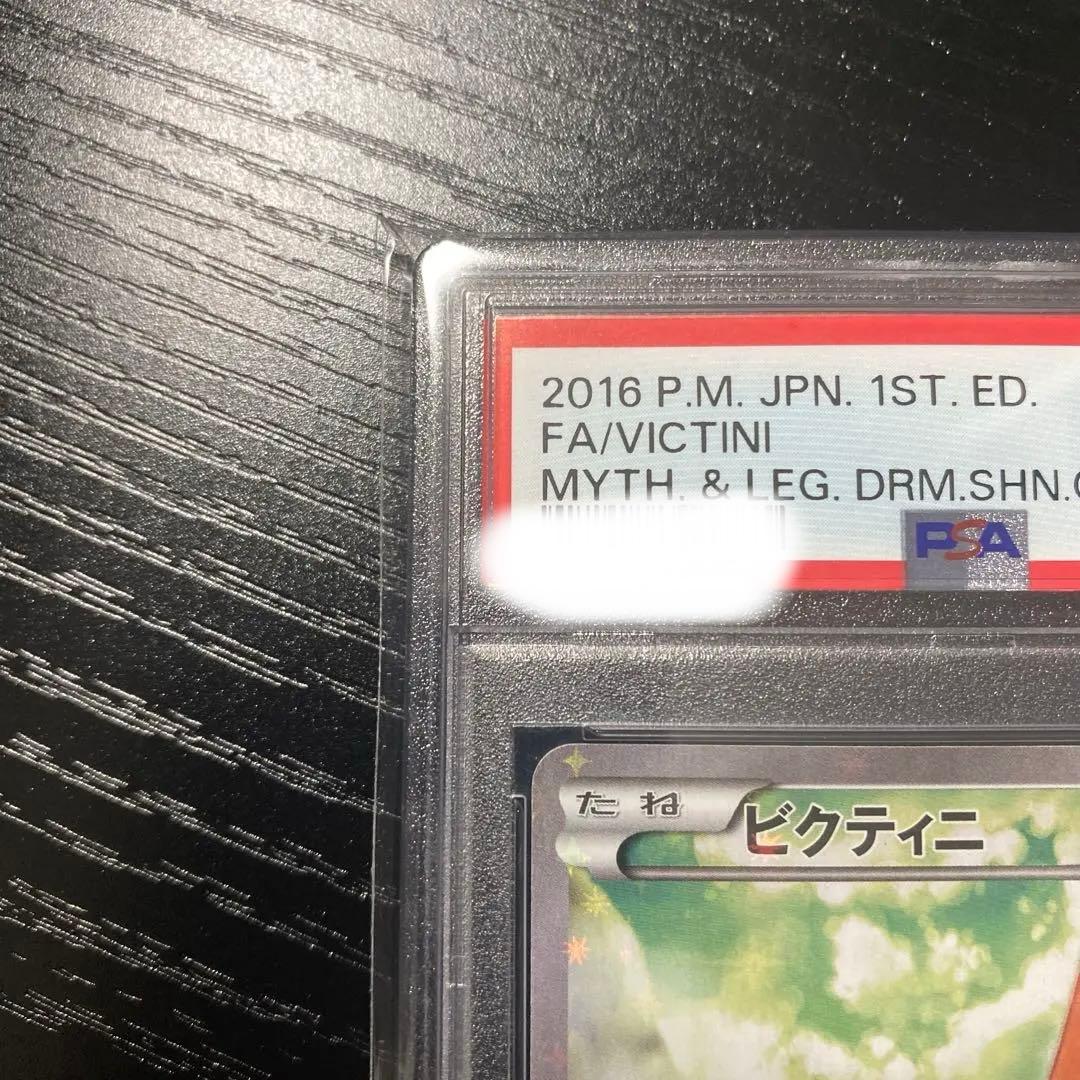 2016 P.M. JPN. 1ST. ED.
FA/VICTINI
MYTH. & LEG. DRM.SHN.
PSA
たね
ビクティニ